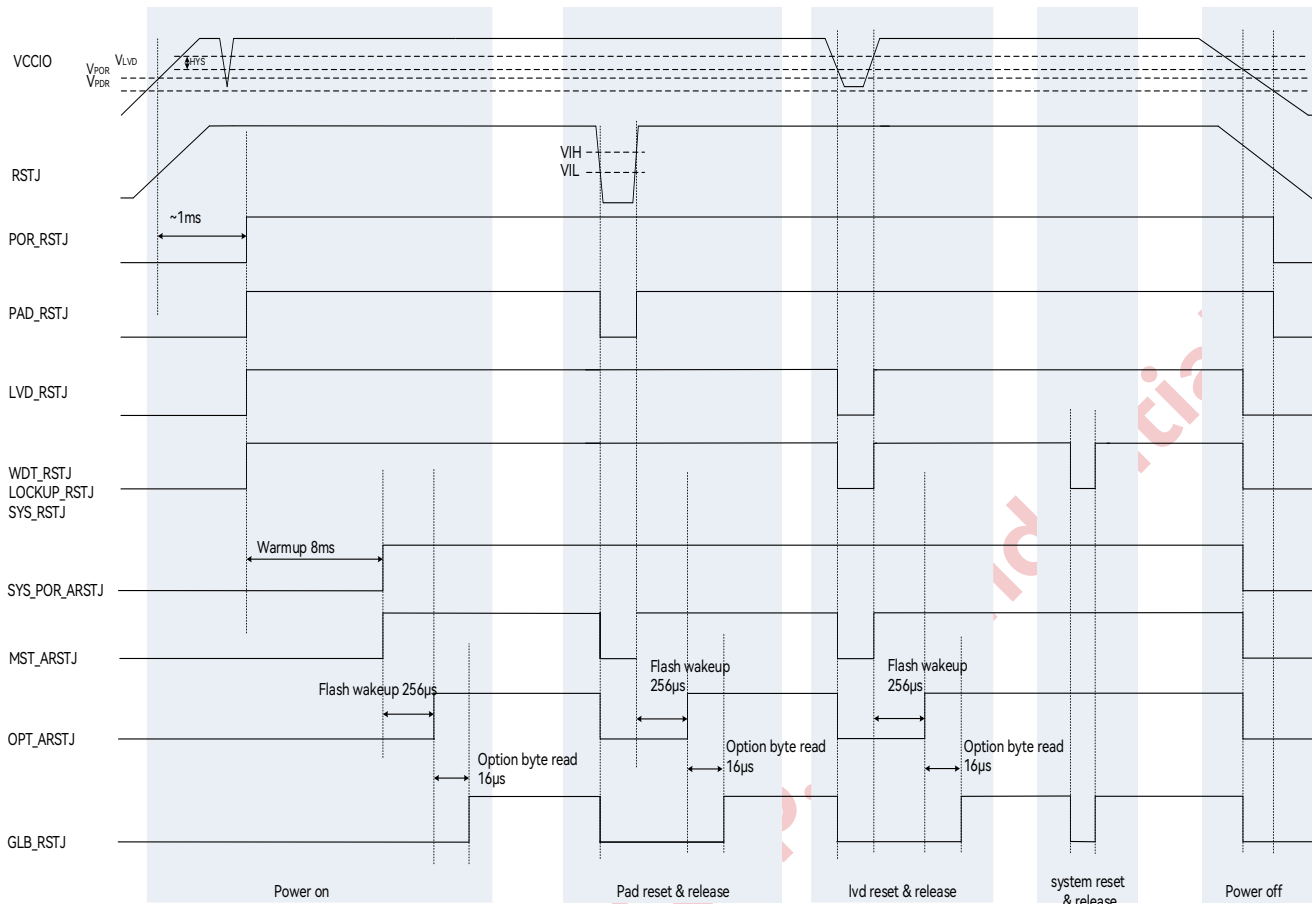 VCCIO
VLVD
HYS
VPOR
VPDR
VIH
VIL
RSTJ
~1ms
POR_RSTJ
PAD_RSTJ
LVD_RSTJ
WDT_RSTJ
LOCKUP_RSTJ
SYS_RSTJ
Warmup 8ms
SYS_POR_ARSTJ
MST_ARSTJ
Flash wakeup 256µs
Flash wakeup
256µs
Flash wakeup
256µs
OPT_ARSTJ
Option byte read
16µs
Option byte read
16µs
Option byte read
16µs
GLB_RSTJ
Power on
Pad reset & release
lvd reset & release
system reset
& release
Power off